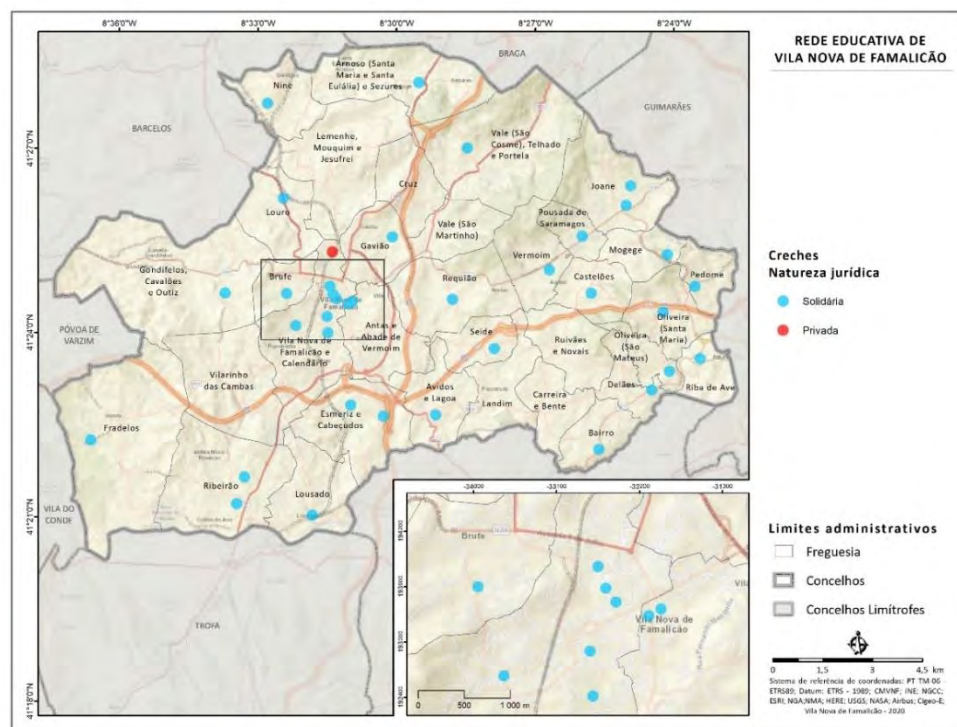 8°36'0"W 8°33'0"W 8°30'0"W 8°27'0"W 8°24'0"W
REDE EDUCATIVA DE
VILA NOVA DE FAMALICÃO
BRAGA
GUIMARÃES
BARCELOS
PÓVOA DE
VARZIM
VILA DO
CONDE
TROFA
41°27'0"N
41°24'0"N
41°21'0"N
41°18'0"N
Nine
Arnoso (Santa
Maria e Santa
Eulália) e Sezures
Lemenhe,
Mouquim e
Jesufrei
Vale (São
Cosme), Telhado
e Portela
Cruz
Joane
Louro
Pousada de
Saramagos
Vale (São
Martinho)
Gavião
Mogege
Vermoim
Gondifelos,
Cavalões
e Outiz
Brufe
Requião
Castelões
Pedome
Vila Nova de
Famalicão
Oliveira
(Santa
Maria)
Antas e
Abade de
Vermoim
Seide
Ruivães
e Novais
Oliveira
(São
Mateus)
Vila Nova de
Famalicão e
Calendário
Vilarinho
das Cambas
Avidos
e Lagoa
Landim
Carreira
e Bente
Delães
Riba de Ave
Esmeriz e
Cabeçudos
Fradelos
Bairro
Ribeirão
Lousado
Creches
Natureza jurídica
Solidária
Privada
Limites administrativos
Freguesia
Concelhos
Concelhos Limítrofes
Brufe
Vila Nova de
Famalicão
0 500 1000 m
0 1,5 3 4,5 km
Sistema de referência de coordenadas: PT TM-06 -
ETRS89; Datum: ETRS - 1989; CMVNF; INE; NGCC;
ESRI; NGA;NMA; HERE; USGS; NASA; Airbus; Cigeo-E;
Vila Nova de Famalicão - 2020